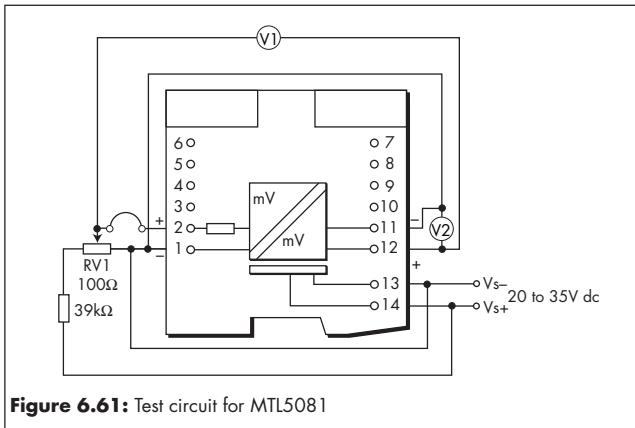 V1
6 7
5 8
4 9
3 mV 10
+ 2 11 −
mV V2
− 1 12
RV1 +
100Ω 13 Vs−
20 to 35V dc
39kΩ 14 Vs+
Figure 6.61: Test circuit for MTL5081